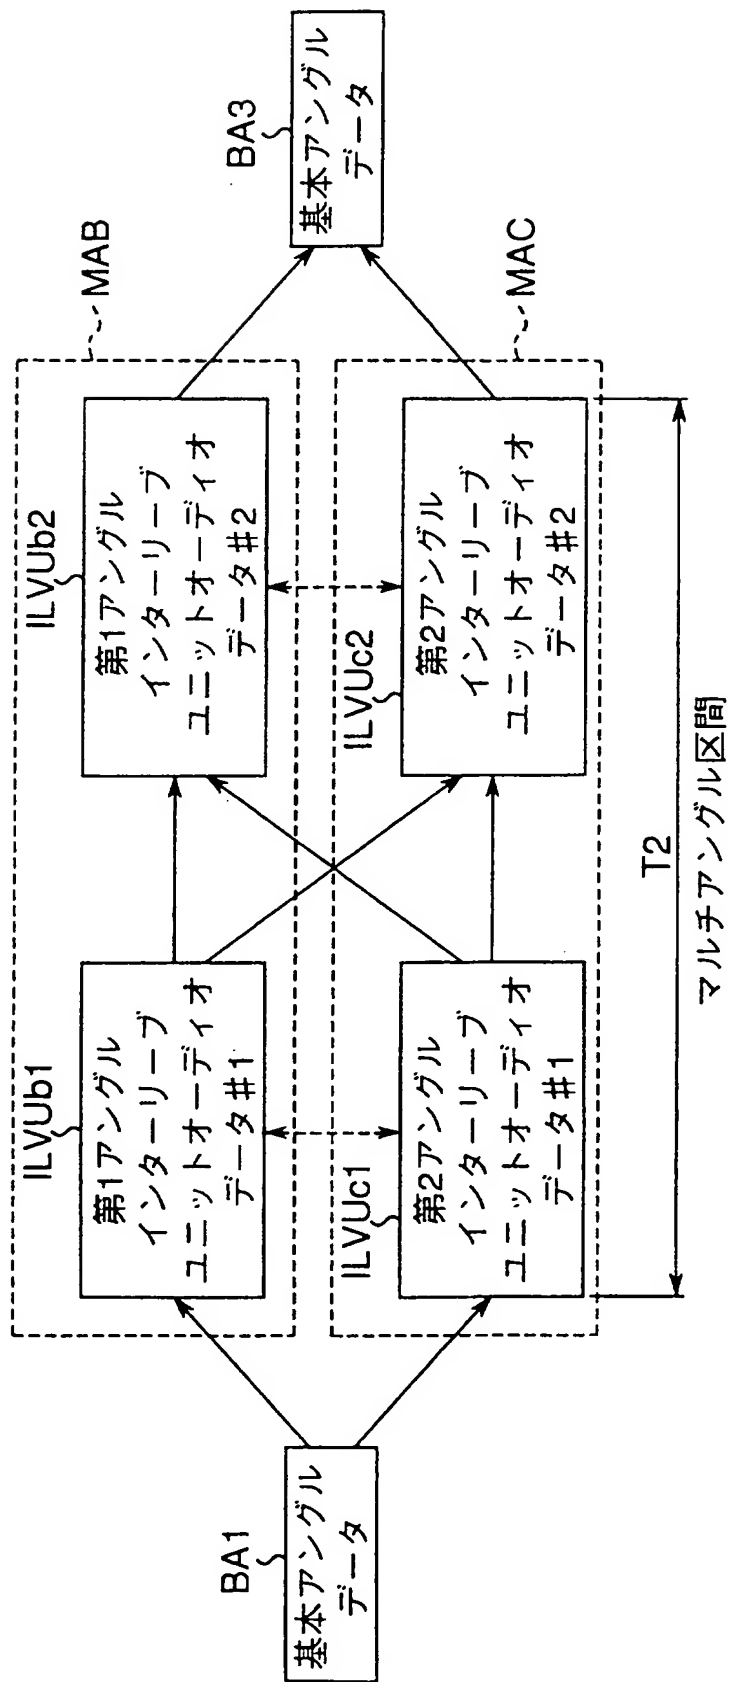 BA1
基本アングル
データ
MAB
ILVUb1
第1アングル
インターリーブ
ユニットオーディオ
データ#1
ILVUb2
第1アングル
インターリーブ
ユニットオーディオ
データ#2
MAC
ILVUc1
第2アングル
インターリーブ
ユニットオーディオ
データ#1
ILVUc2
第2アングル
インターリーブ
ユニットオーディオ
データ#2
BA3
基本アングル
データ
T2
マルチアングル区間